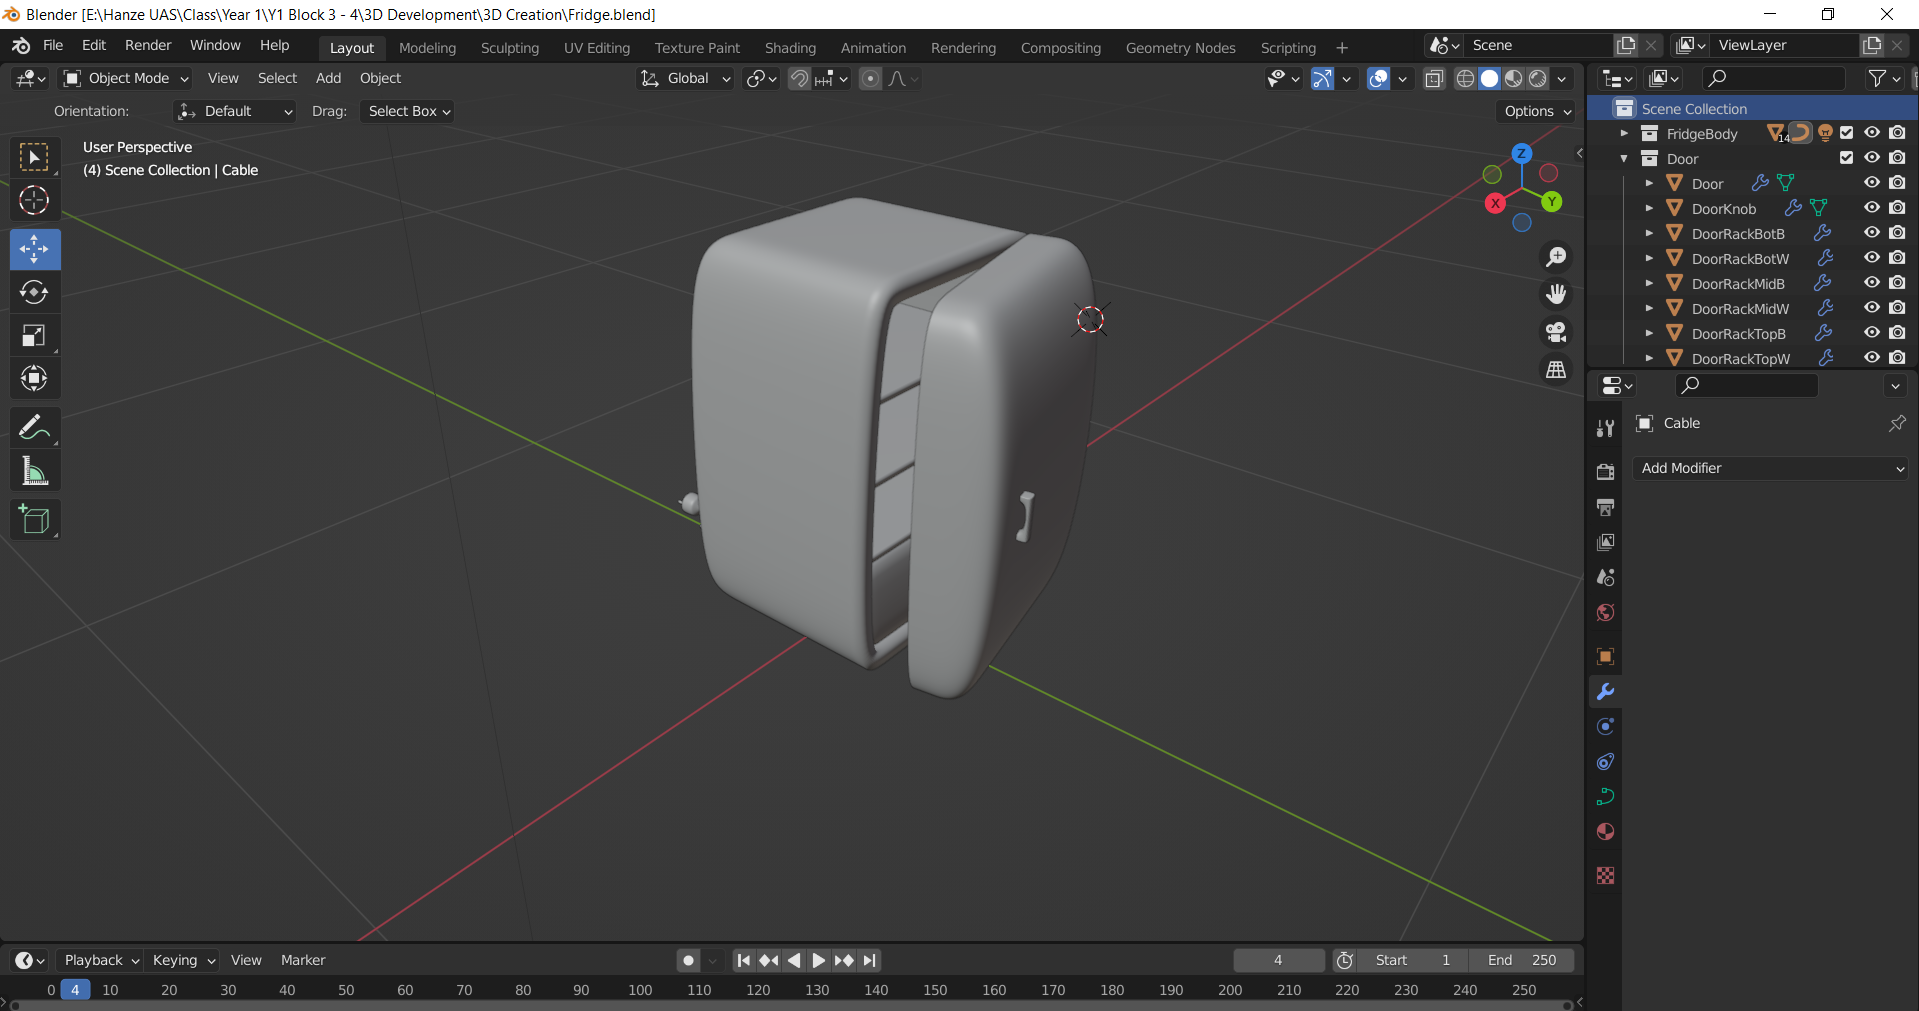 Blender [E:\Hanze UAS\Class\Year 1\Y1 Block 3 - 4\3D Development\3D Creation\Fridge.blend]
File Edit Render Window Help Layout Modeling Sculpting UV Editing Texture Paint Shading Animation Rendering Compositing Geometry Nodes Scripting + Scene ViewLayer
Object Mode View Select Add Object Global
Orientation: Default Drag: Select Box Options
User Perspective
(4) Scene Collection | Cable
Z
Y
X
Scene Collection
FridgeBody 14
Door
Door
DoorKnob
DoorRackBotB
DoorRackBotW
DoorRackMidB
DoorRackMidW
DoorRackTopB
DoorRackTopW
Cable
Add Modifier
Playback Keying View Marker 4 Start 1 End 250
0 4 10 20 30 40 50 60 70 80 90 100 110 120 130 140 150 160 170 180 190 200 210 220 230 240 250